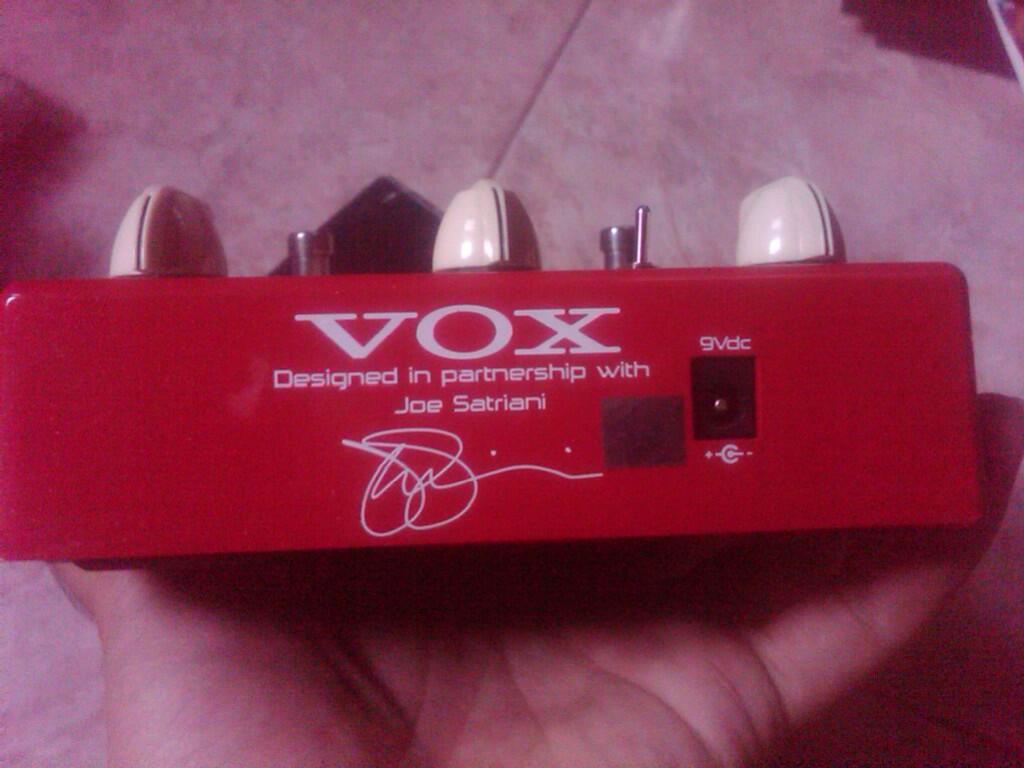 VOX
Designed in partnership with
Joe Satriani
9Vdc
+ -